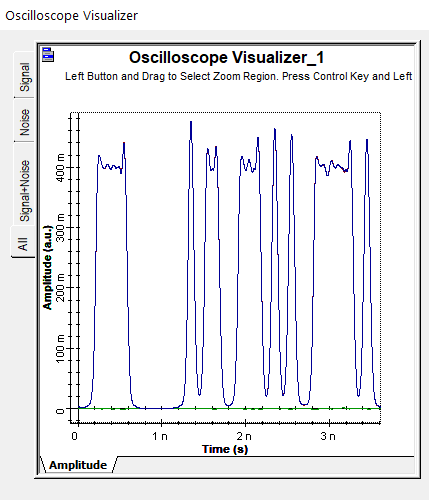 Oscilloscope Visualizer
Oscilloscope Visualizer_1
Left Button and Drag to Select Zoom Region. Press Control Key and Left
Signal
Noise
Signal+Noise
All
Amplitude (a.u.)
400 m
300 m
200 m
100 m
0
0
1 n
2 n
3 n
Time (s)
Amplitude